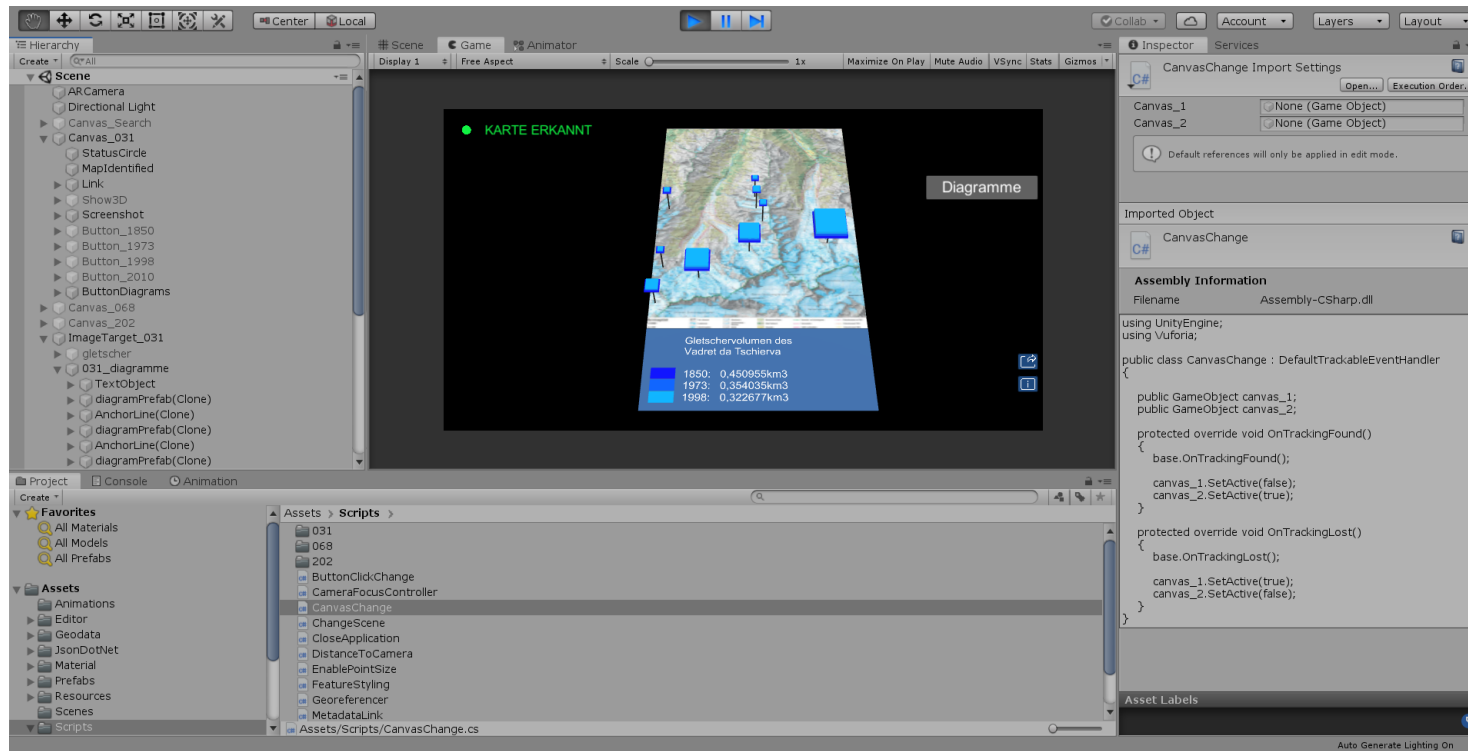 Center Local Collab Account Layers Layout
Hierarchy
Create All
Scene
ARCamera
Directional Light
Canvas_Search
Canvas_031
StatusCircle
MapIdentified
Link
Show3D
Screenshot
Button_1850
Button_1973
Button_1998
Button_2010
ButtonDiagrams
Canvas_068
Canvas_202
ImageTarget_031
gletscher
031_diagramme
TextObject
diagramPrefab(Clone)
AnchorLine(Clone)
diagramPrefab(Clone)
AnchorLine(Clone)
diagramPrefab(Clone)
Scene Game Animator
Display 1 Free Aspect Scale 1x Maximize On Play Mute Audio VSync Stats Gizmos
KARTE ERKANNT
Diagramme
Gletschervolumen des
Vadret da Tschierva
1850: 0,450955km3
1973: 0,354035km3
1998: 0,322677km3
Inspector Services
CanvasChange Import Settings
C#
Open... Execution Order.
Canvas_1 None (Game Object)
Canvas_2 None (Game Object)
Default references will only be applied in edit mode.
Imported Object
CanvasChange
C#
Assembly Information
Filename Assembly-CSharp.dll
using UnityEngine;
using Vuforia;
public class CanvasChange : DefaultTrackableEventHandler
{
public GameObject canvas_1;
public GameObject canvas_2;
protected override void OnTrackingFound()
{
base.OnTrackingFound();
canvas_1.SetActive(false);
canvas_2.SetActive(true);
}
protected override void OnTrackingLost()
{
base.OnTrackingLost();
canvas_1.SetActive(true);
canvas_2.SetActive(false);
}
}
Asset Labels
Project Console Animation
Create
Favorites
All Materials
All Models
All Prefabs
Assets
Animations
Editor
Geodata
JsonDotNet
Material
Prefabs
Resources
Scenes
Scripts
Assets > Scripts >
031
068
202
ButtonClickChange
CameraFocusController
CanvasChange
ChangeScene
CloseApplication
DistanceToCamera
EnablePointSize
FeatureStyling
Georeferencer
MetadataLink
Assets/Scripts/CanvasChange.cs
Auto Generate Lighting On